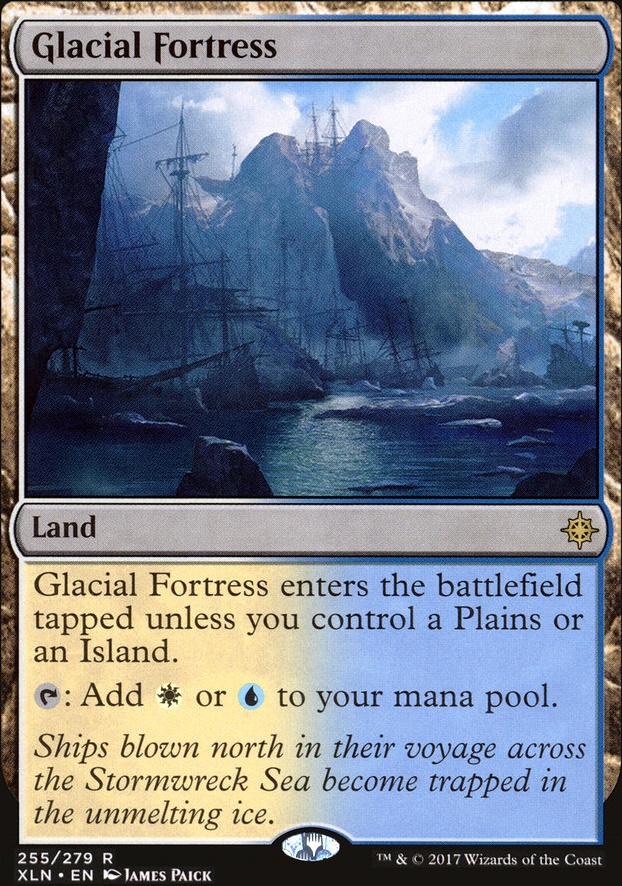 Glacial Fortress
Land
Glacial Fortress enters the battlefield
tapped unless you control a Plains or
an Island.
: Add or to your mana pool.
Ships blown north in their voyage across
the Stormwreck Sea become trapped in
the unmelting ice.
255/279 R
XLN • EN JAMES PAICK
™ & © 2017 Wizards of the Coast